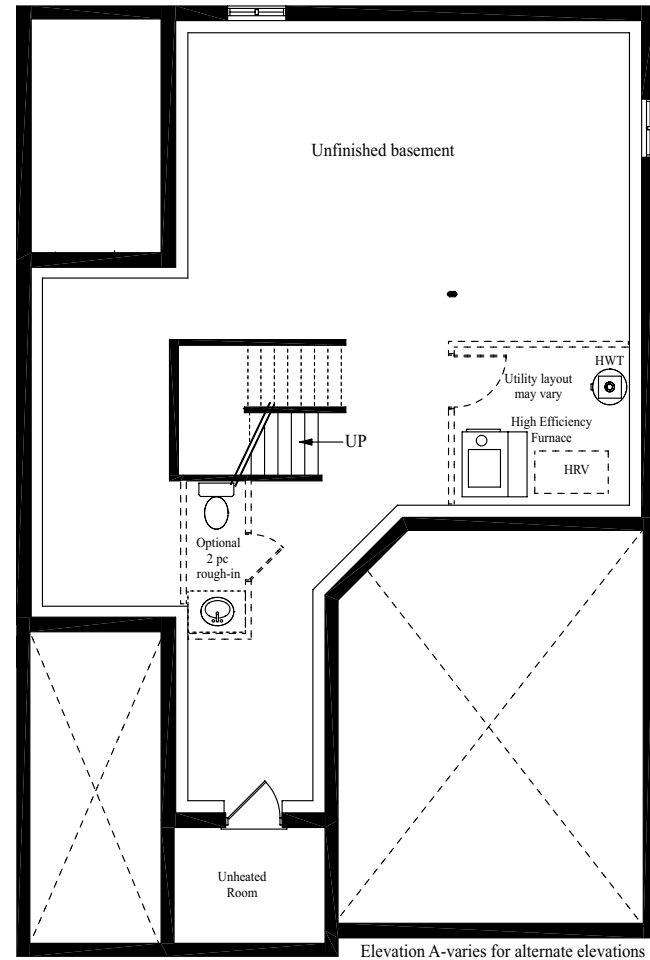 Unfinished basement
HWT
Utility layout
may vary
High Efficiency
Furnace
HRV
UP
Optional
2 pc
rough-in
Unheated
Room
Elevation A-varies for alternate elevations